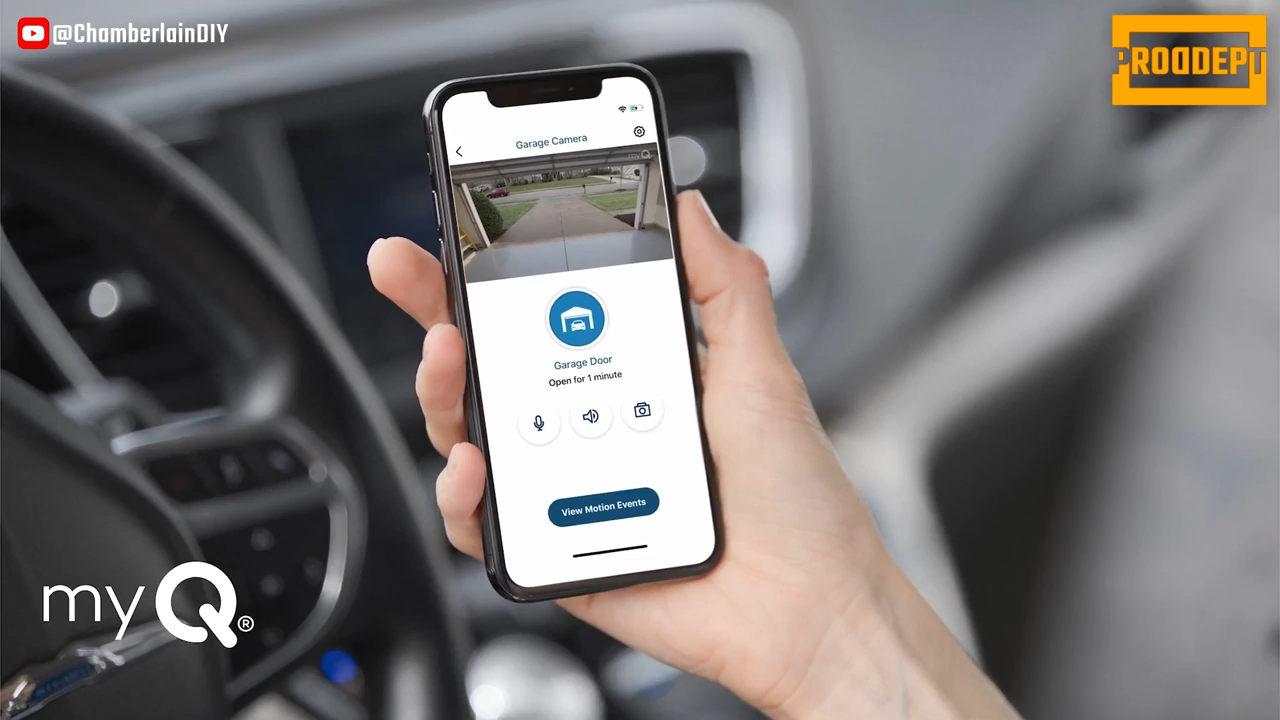 @ChamberlainDIY
PRODDEPT
Garage Camera
Garage Door
Open for 1 minute
View Motion Events
myQ®